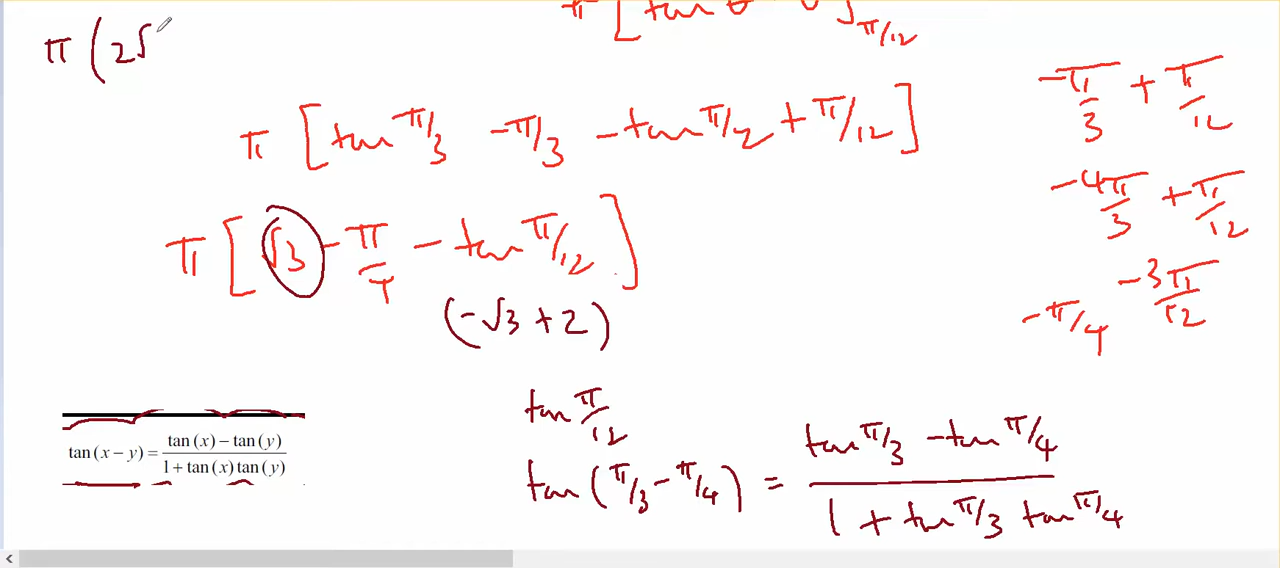 π [tan θ - θ]π/12
π (2√
π [tan π/3 - π/3 - tan π/2 + π/12]
-π/3 + π/12
-4π/3 + π/12
π [√3 - π/4 - tan π/12]
-3π/12
-π/4
(-√3 + 2)
tan π/12
tan(x − y) = tan(x) − tan(y) / 1 + tan(x) tan(y)
tan(π/3 - π/4) = tan π/3 - tan π/4 / 1 + tan π/3 tan π/4